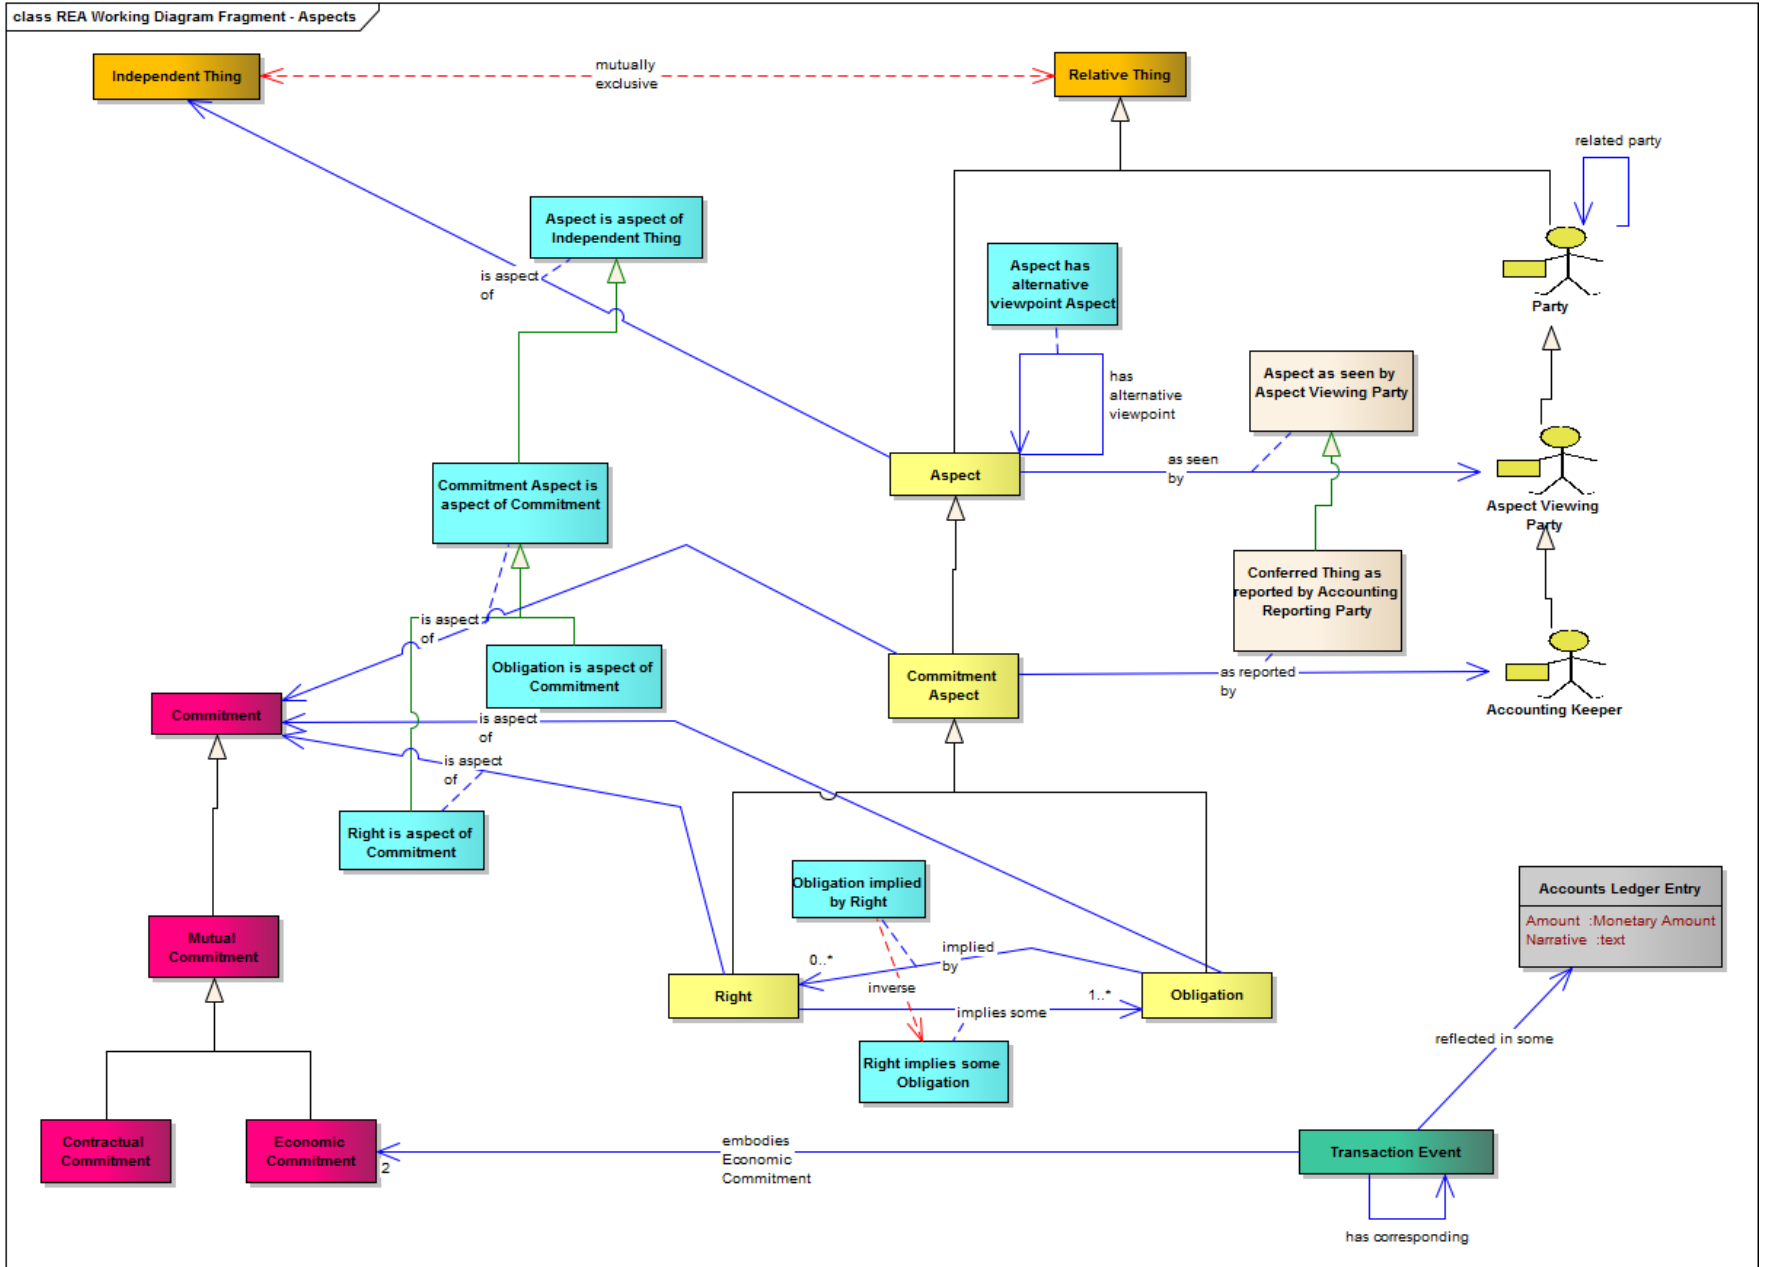 class REA Working Diagram Fragment - Aspects
Independent Thing
mutually
exclusive
Relative Thing
related party
Aspect is aspect of
Independent Thing
is aspect
of
Aspect has
alternative
viewpoint Aspect
Party
has
alternative
viewpoint
Aspect as seen by
Aspect Viewing Party
Aspect
as seen
by
Aspect Viewing
Party
Commitment Aspect is
aspect of Commitment
Conferred Thing as
reported by Accounting
Reporting Party
is aspect
of
Obligation is aspect of
Commitment
Commitment
Aspect
as reported
by
Accounting Keeper
Commitment
is aspect
of
is aspect
of
Right is aspect of
Commitment
Obligation implied
by Right
Accounts Ledger Entry
Amount :Monetary Amount
Narrative :text
Mutual
Commitment
implied
by
0..*
inverse
Right
1..*
Obligation
implies some
Right implies some
Obligation
reflected in some
Contractual
Commitment
Economic
Commitment
2
embodies
Economic
Commitment
Transaction Event
has corresponding